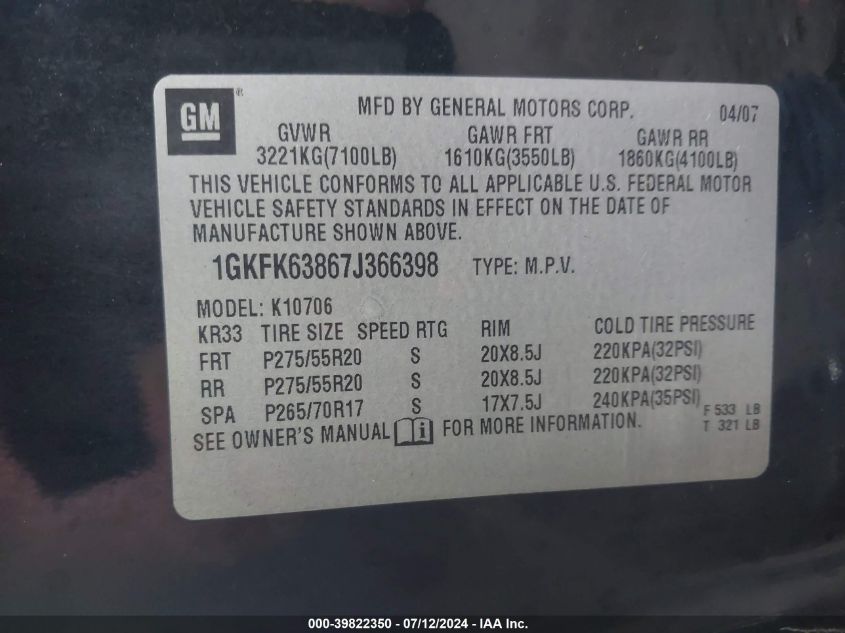 GM ®
MFD BY GENERAL MOTORS CORP. 04/07
GVWR GAWR FRT GAWR RR
3221KG(7100LB) 1610KG(3550LB) 1860KG(4100LB)
THIS VEHICLE CONFORMS TO ALL APPLICABLE U.S. FEDERAL MOTOR
VEHICLE SAFETY STANDARDS IN EFFECT ON THE DATE OF
MANUFACTURE SHOWN ABOVE.
1GKFK63867J366398 TYPE: M.P.V.
MODEL: K10706
KR33 TIRE SIZE SPEED RTG RIM COLD TIRE PRESSURE
FRT P275/55R20 S 20X8.5J 220KPA(32PSI)
RR P275/55R20 S 20X8.5J 220KPA(32PSI)
SPA P265/70R17 S 17X7.5J 240KPA(35PSI)
SEE OWNER'S MANUAL i FOR MORE INFORMATION.
F 533 LB
T 321 LB
000-39822350 - 07/12/2024 - IAA Inc.